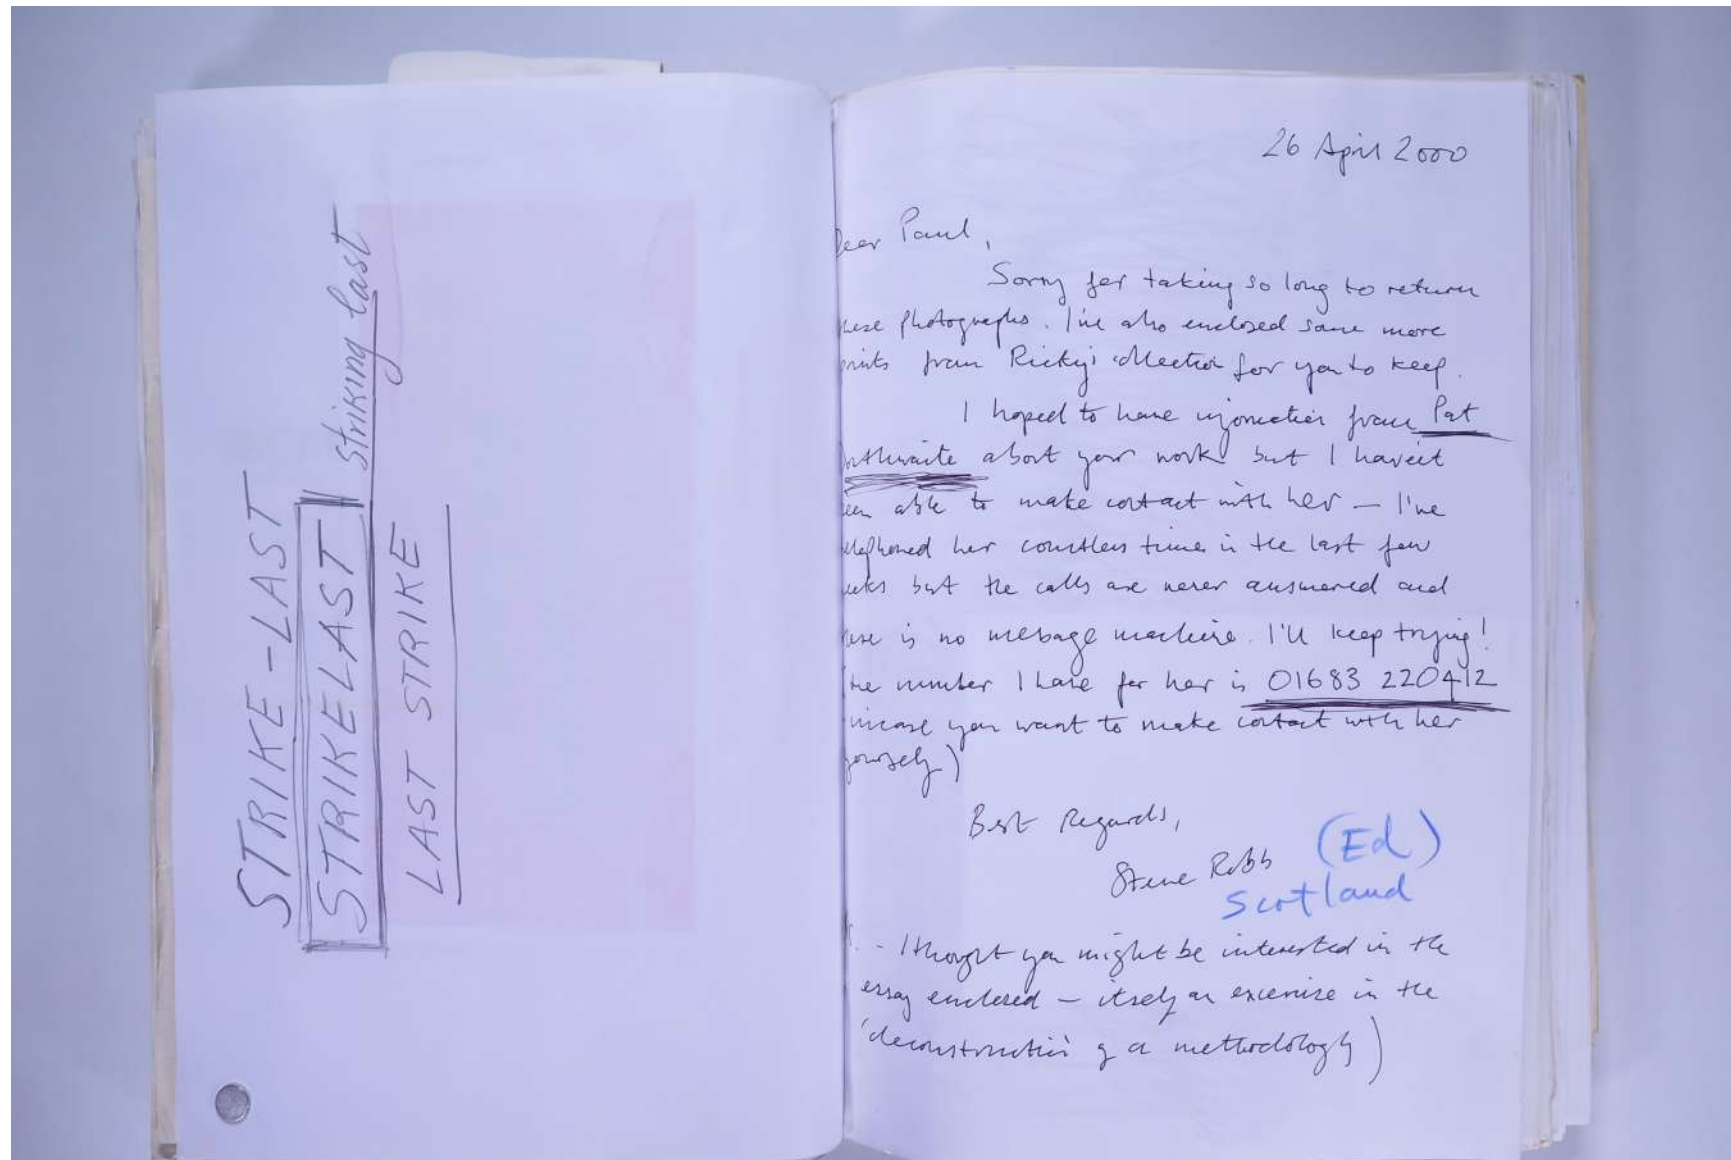 STRIKE-LAST
STRIKELAST striking last
LAST STRIKE
26 April 2000
Dear Paul,
Sorry for taking so long to return
these photographs. I've also enclosed some more
prints from Ricky's collection for you to keep.
I hoped to have information from Pat
outhwaite about your work but I haven't
been able to make contact with her – I've
telephoned her countless times in the last few
weeks but the calls are never answered and
there is no message machine. I'll keep trying!
the number I have for her is 01683 220412
incase you want to make contact with her
yourself)
Best Regards,
Steve Robb (Ed)
Scotland
- I thought you might be interested in the
essay enclosed – itself an exercise in the
'deconstruction of a methodology)